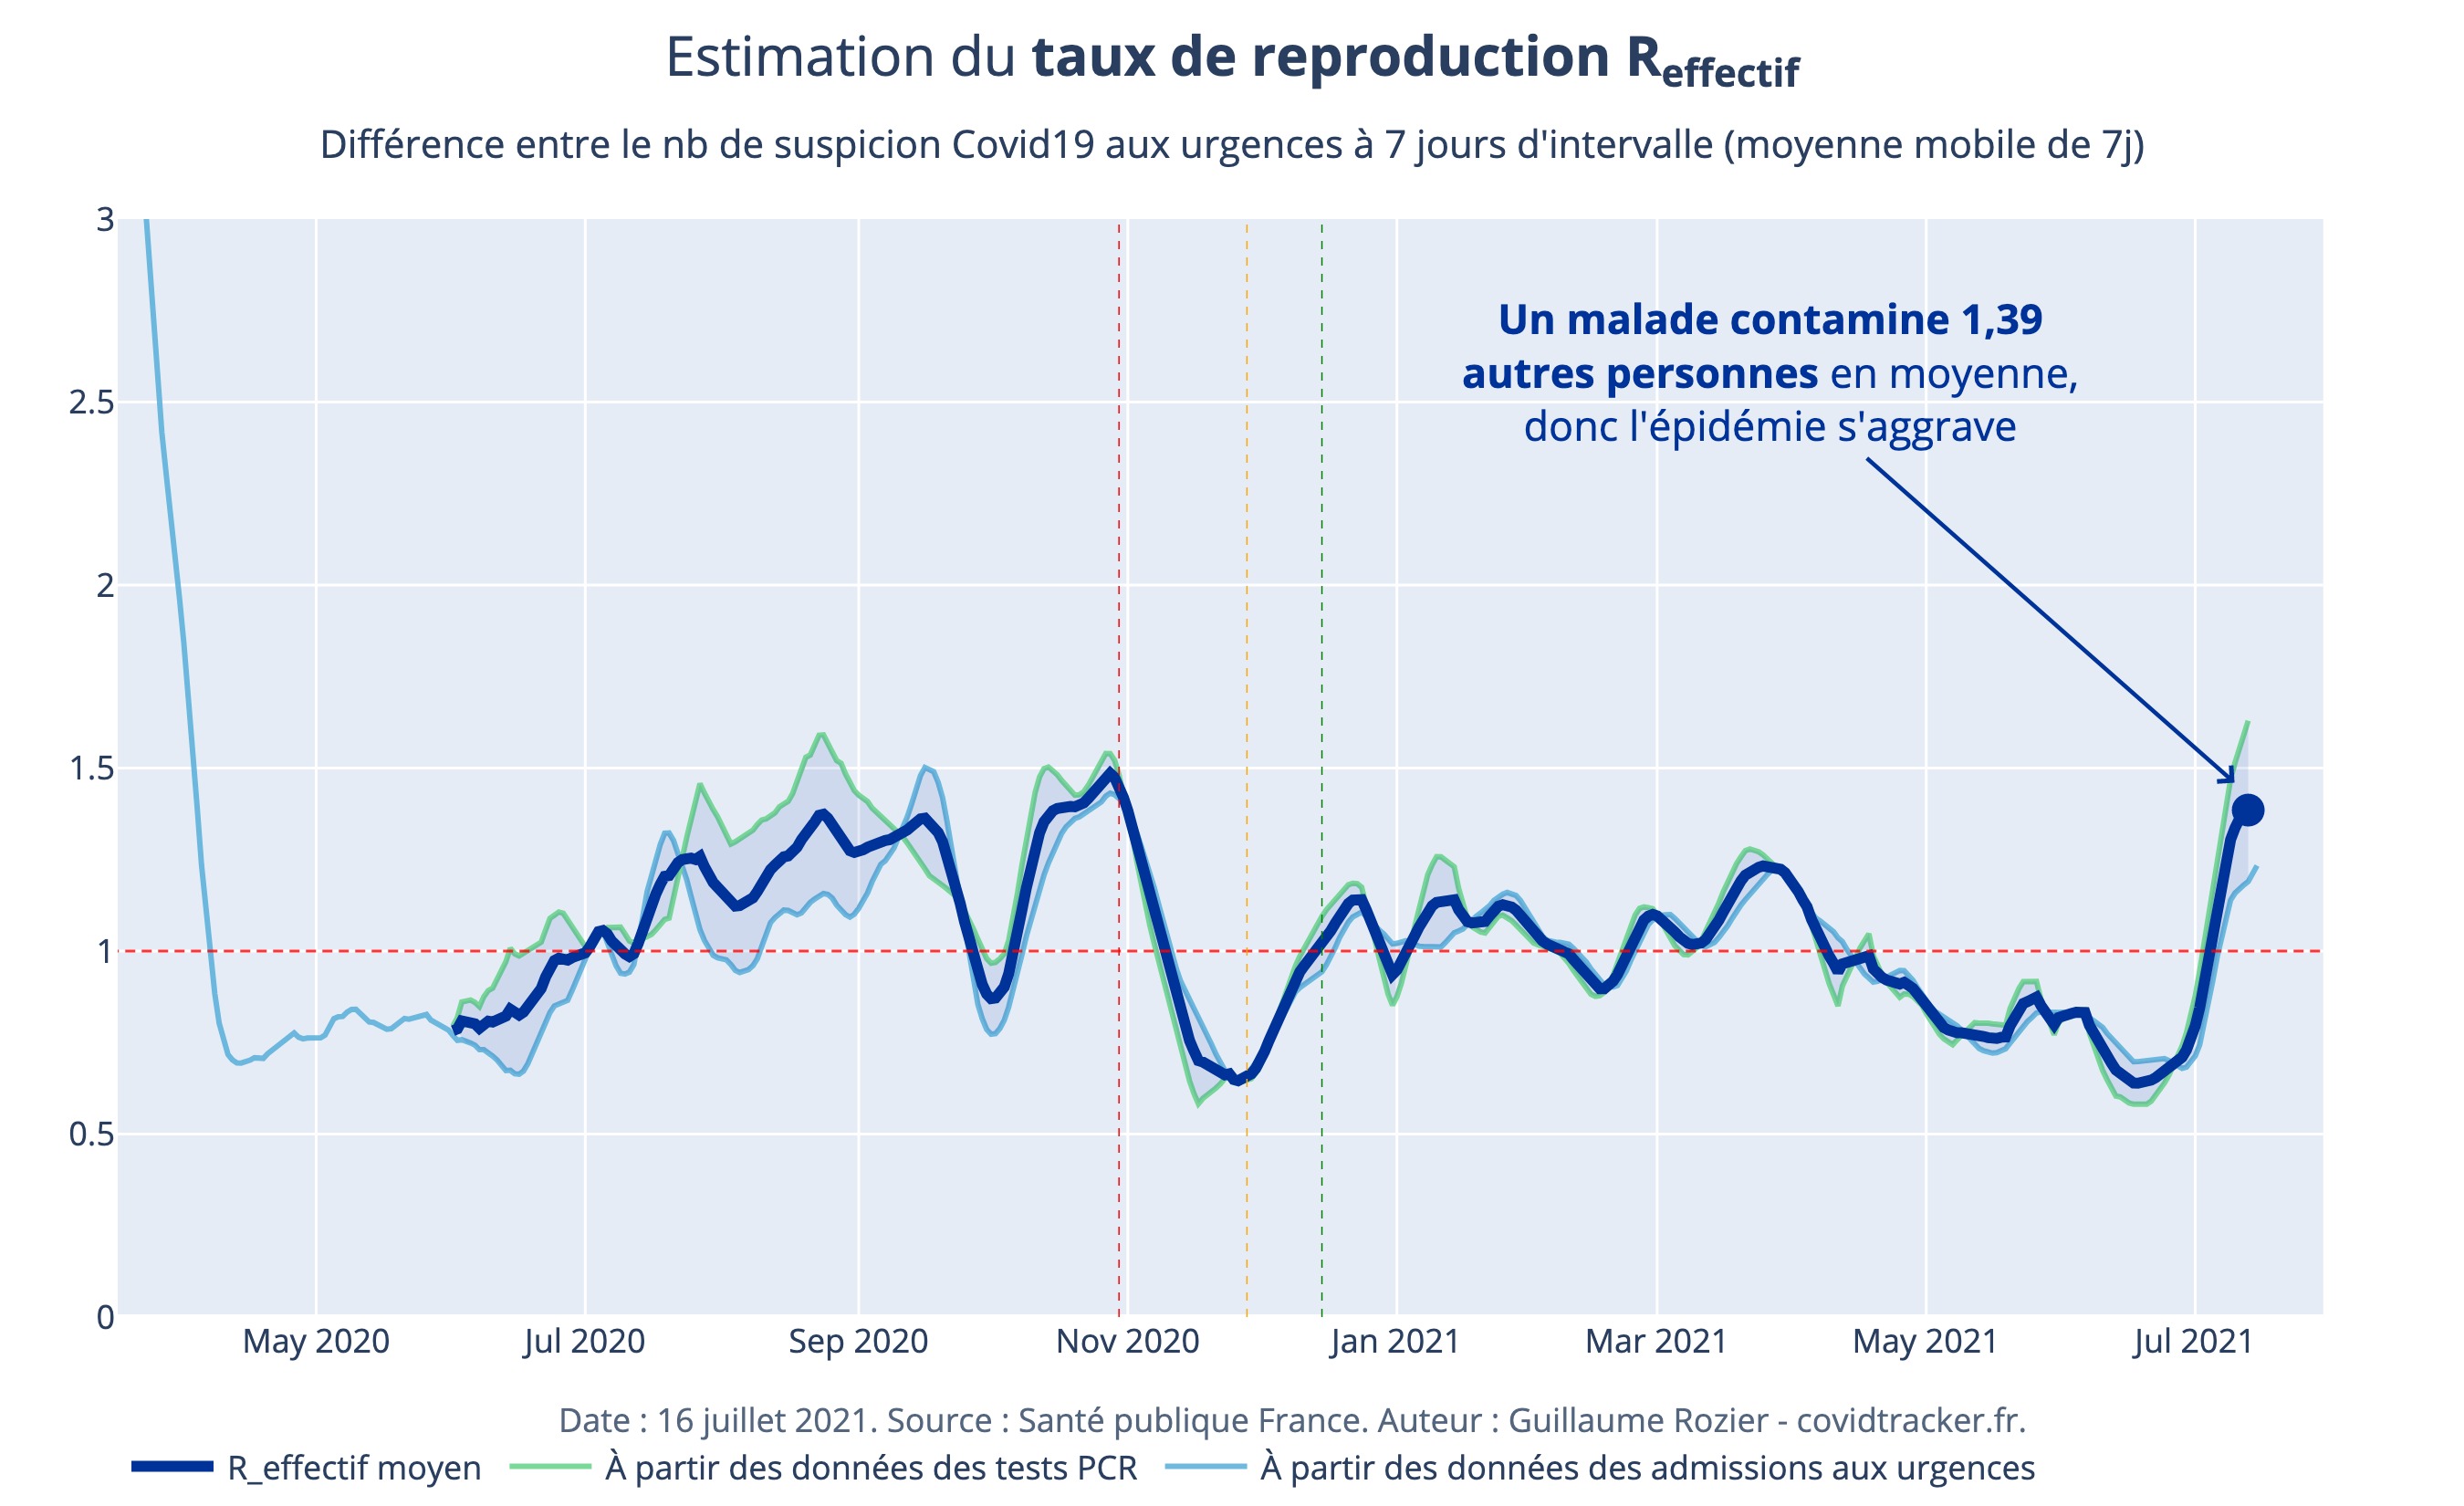 Estimation du taux de reproduction Reffectif
Différence entre le nb de suspicion Covid19 aux urgences à 7 jours d'intervalle (moyenne mobile de 7j)
3
2.5
2
1.5
1
0.5
0
Un malade contamine 1,39
autres personnes en moyenne,
donc l'épidémie s'aggrave
May 2020 Jul 2020 Sep 2020 Nov 2020 Jan 2021 Mar 2021 May 2021 Jul 2021
Date : 16 juillet 2021. Source : Santé publique France. Auteur : Guillaume Rozier - covidtracker.fr.
R_effectif moyen À partir des données des tests PCR À partir des données des admissions aux urgences